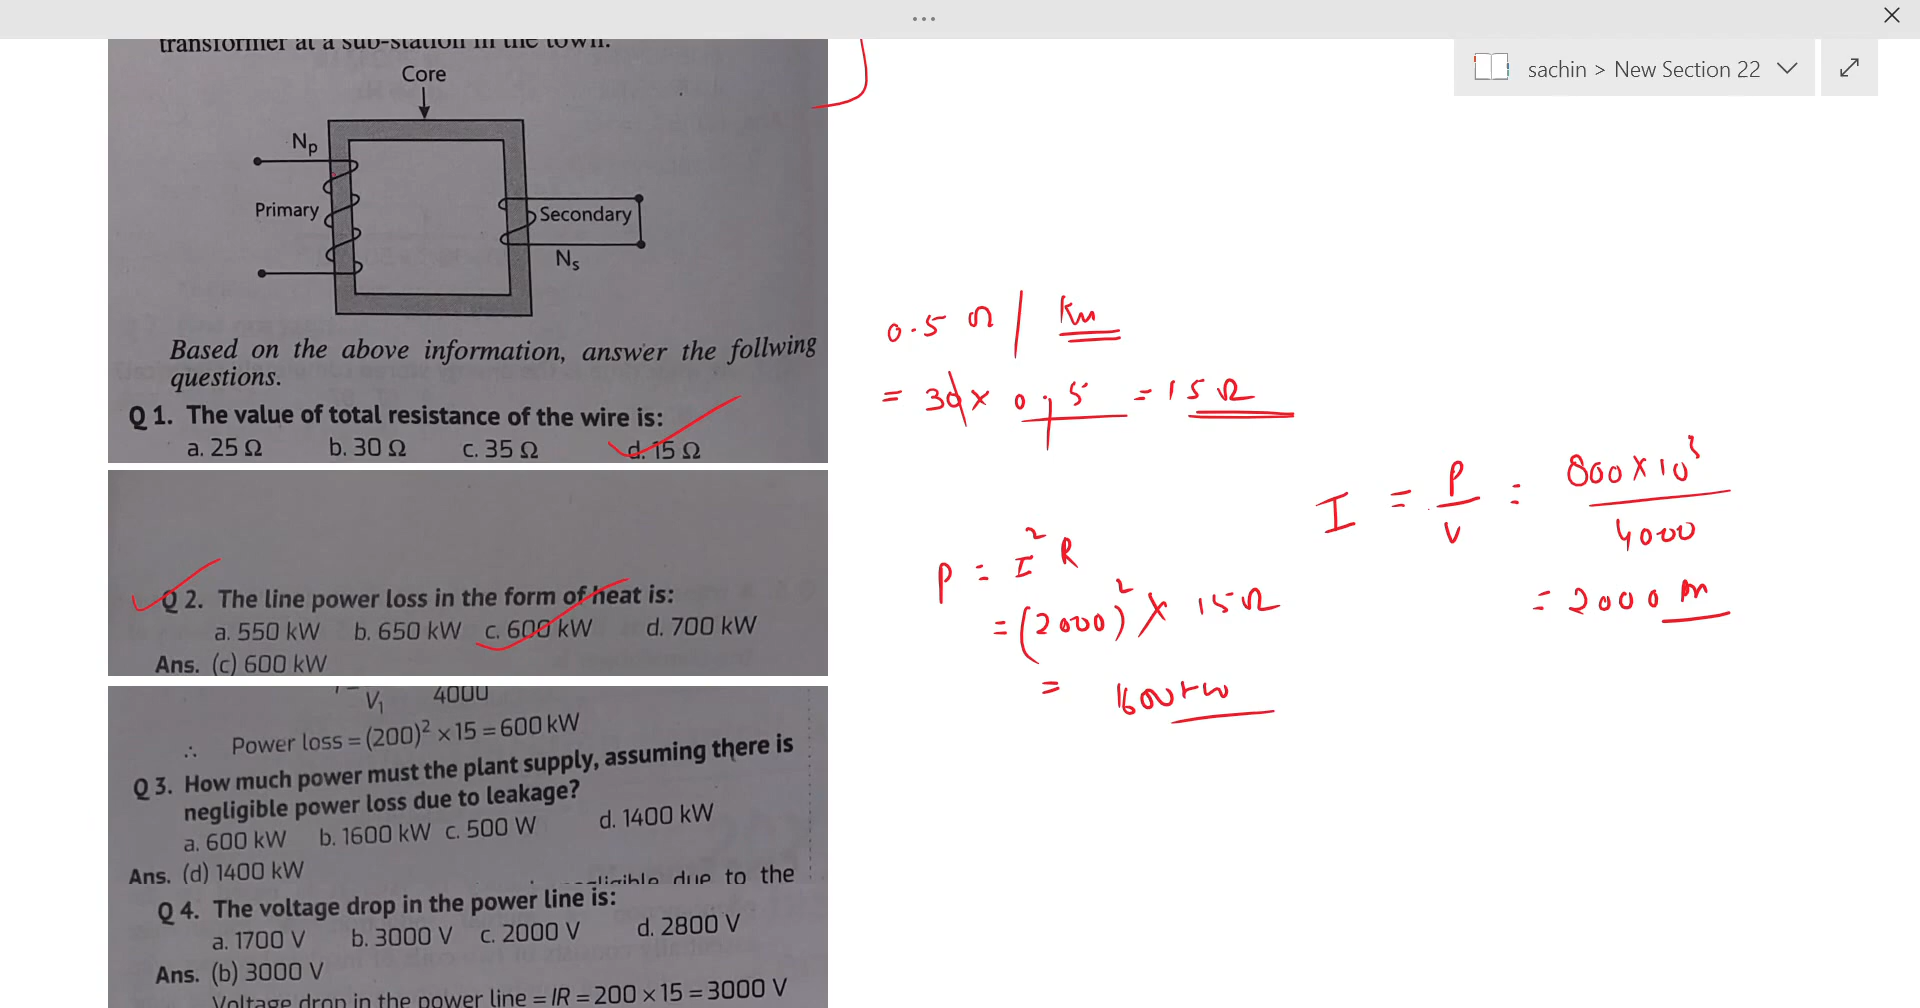 sachin > New Section 22
transformer at a sub-station in the town.
Core
Np
Primary
Secondary
Ns
Based on the above information, answer the follwing
questions.
Q 1. The value of total resistance of the wire is:
a. 25 Ω b. 30 Ω c. 35 Ω d. 15 Ω
Q 2. The line power loss in the form of heat is:
a. 550 kW b. 650 kW c. 600 kW d. 700 kW
Ans. (c) 600 kW
V₁ 4000
∴ Power loss = (200)² × 15 = 600 kW
Q 3. How much power must the plant supply, assuming there is
negligible power loss due to leakage?
a. 600 kW b. 1600 kW c. 500 W d. 1400 kW
Ans. (d) 1400 kW
due to the
Q 4. The voltage drop in the power line is:
a. 1700 V b. 3000 V c. 2000 V d. 2800 V
Ans. (b) 3000 V
Voltage drop in the power line = IR = 200 × 15 = 3000 V
0.5 Ω / Km
= 30 × 0.5 = 15 Ω
I = P/V = 800 × 10³ / 4000
= 2000
P = I² R
= (2000)² × 15 Ω
=